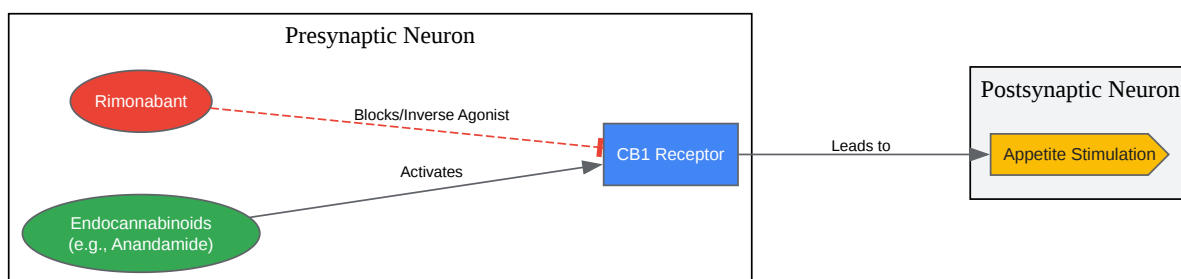 Presynaptic Neuron
Rimonabant
Blocks/Inverse Agonist
CB1 Receptor
Activates
Endocannabinoids
(e.g., Anandamide)
Leads to
Postsynaptic Neuron
Appetite Stimulation